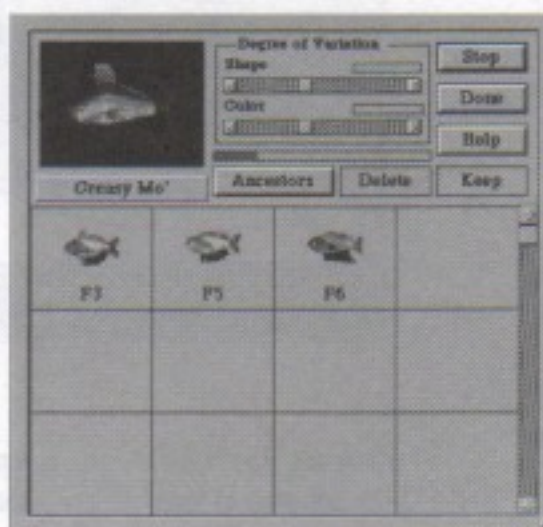 Degree of Variation
Shape
Color
Stop
Done
Help
Greasy Mo'
Ancestors
Delete
Keep
F3
F5
F6